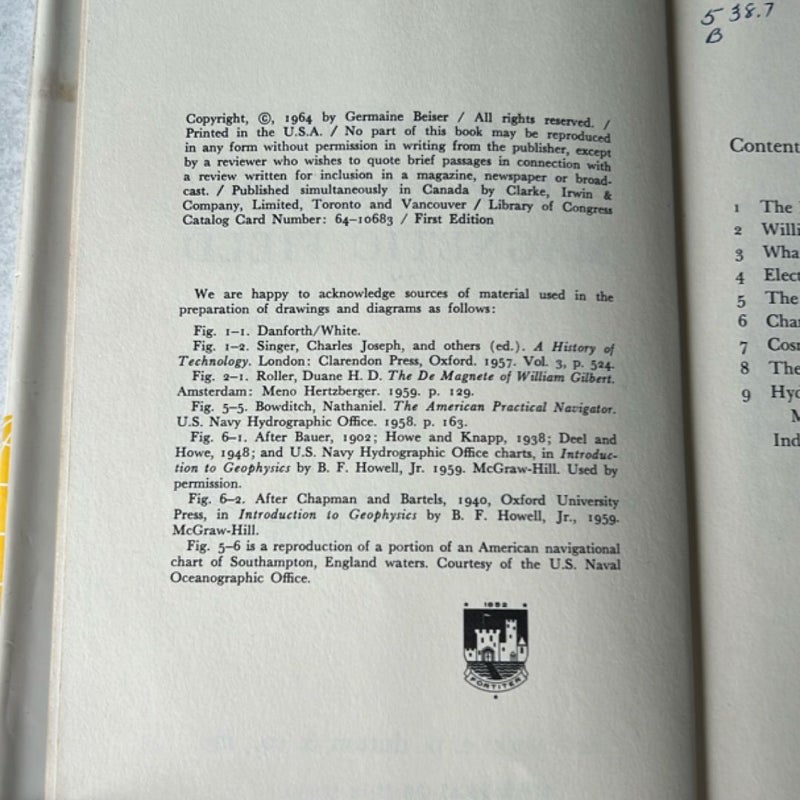 Copyright, ©, 1964 by Germaine Beiser / All rights reserved. /
Printed in the U.S.A. / No part of this book may be reproduced
in any form without permission in writing from the publisher, except
by a reviewer who wishes to quote brief passages in connection with
a review written for inclusion in a magazine, newspaper or broad-
cast. / Published simultaneously in Canada by Clarke, Irwin &
Company, Limited, Toronto and Vancouver / Library of Congress
Catalog Card Number: 64-10683 / First Edition
We are happy to acknowledge sources of material used in the
preparation of drawings and diagrams as follows:
Fig. 1-1. Danforth/White.
Fig. 1-2. Singer, Charles Joseph, and others (ed.). A History of
Technology. London: Clarendon Press, Oxford. 1957. Vol. 3, p. 524.
Fig. 2-1. Roller, Duane H. D. The De Magnete of William Gilbert.
Amsterdam: Meno Hertzberger. 1959. p. 129.
Fig. 5-5. Bowditch, Nathaniel. The American Practical Navigator.
U.S. Navy Hydrographic Office. 1958. p. 163.
Fig. 6-1. After Bauer, 1902; Howe and Knapp, 1938; Deel and
Howe, 1948; and U.S. Navy Hydrographic Office charts, in Introduc-
tion to Geophysics by B. F. Howell, Jr. 1959. McGraw-Hill. Used by
permission.
Fig. 6-2. After Chapman and Bartels, 1940, Oxford University
Press, in Introduction to Geophysics by B. F. Howell, Jr., 1959.
McGraw-Hill.
Fig. 5-6 is a reproduction of a portion of an American navigational
chart of Southampton, England waters. Courtesy of the U.S. Naval
Oceanographic Office.
1852
FORTITER
538.7
B
Content
1 The
2 Willi
3 Wha
4 Elect
5 The
6 Cha
7 Cos
8 The
9 Hyd
M
Ind